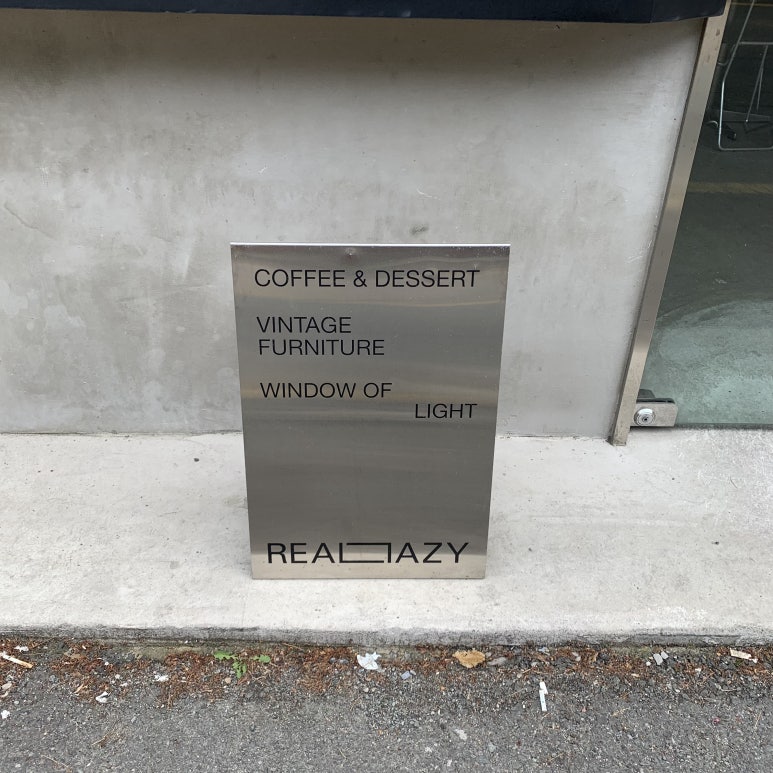 COFFEE & DESSERT
VINTAGE
FURNITURE
WINDOW OF
LIGHT
REALLAZY